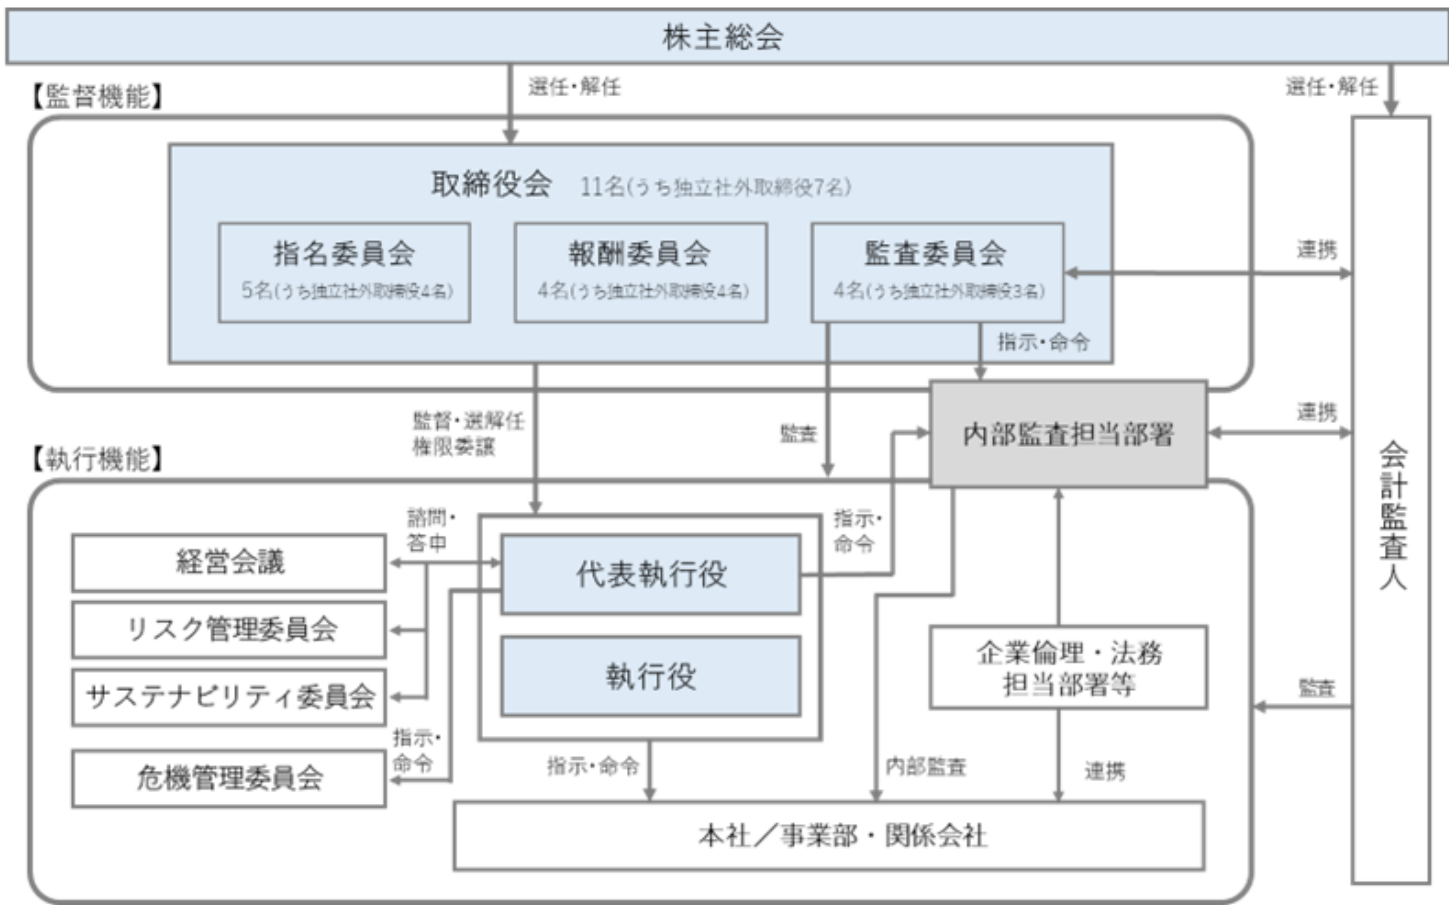 株主総会
選任・解任
選任・解任
【監督機能】
取締役会 11名(うち独立社外取締役7名)
指名委員会
5名(うち独立社外取締役4名)
報酬委員会
4名(うち独立社外取締役4名)
監査委員会
4名(うち独立社外取締役3名)
連携
指示・命令
監督・選解任
権限委譲
監査
内部監査担当部署
連携
会計監査人
【執行機能】
諮問・
答申
指示・
命令
経営会議
代表執行役
リスク管理委員会
執行役
企業倫理・法務
担当部署等
サステナビリティ委員会
監査
指示・
命令
危機管理委員会
指示・命令
内部監査
連携
本社／事業部・関係会社